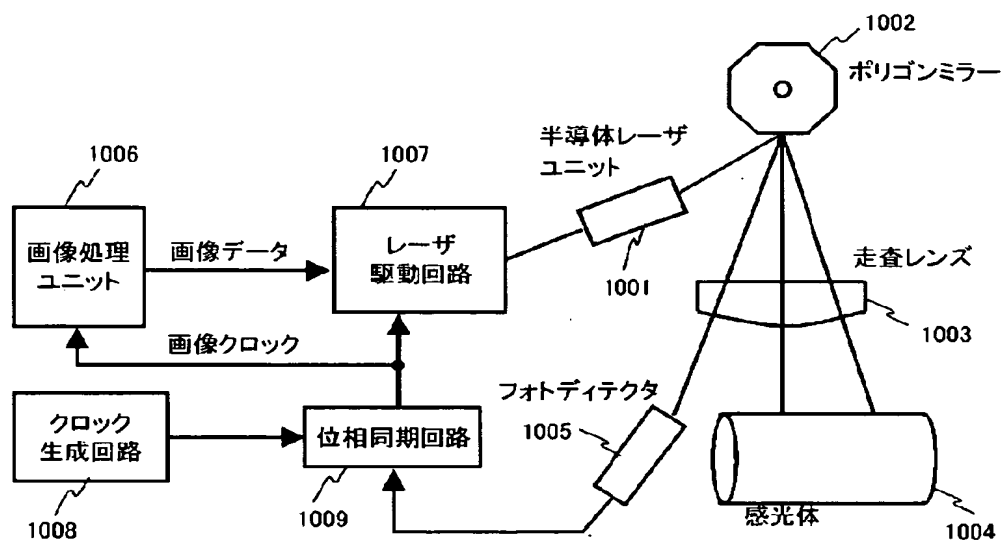 1002
ポリゴンミラー
半導体レーザ
ユニット
1006
1007
画像処理
ユニット
画像データ
レーザ
駆動回路
1001
走査レンズ
1003
画像クロック
フォトディテクタ
クロック
生成回路
位相同期回路
1005
1008
1009
感光体
1004